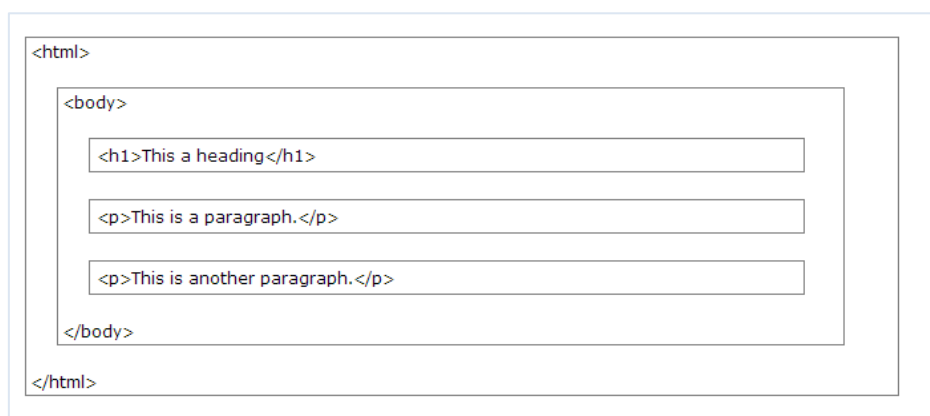 <html>
<body>
<h1>This a heading</h1>
<p>This is a paragraph.</p>
<p>This is another paragraph.</p>
</body>
</html>